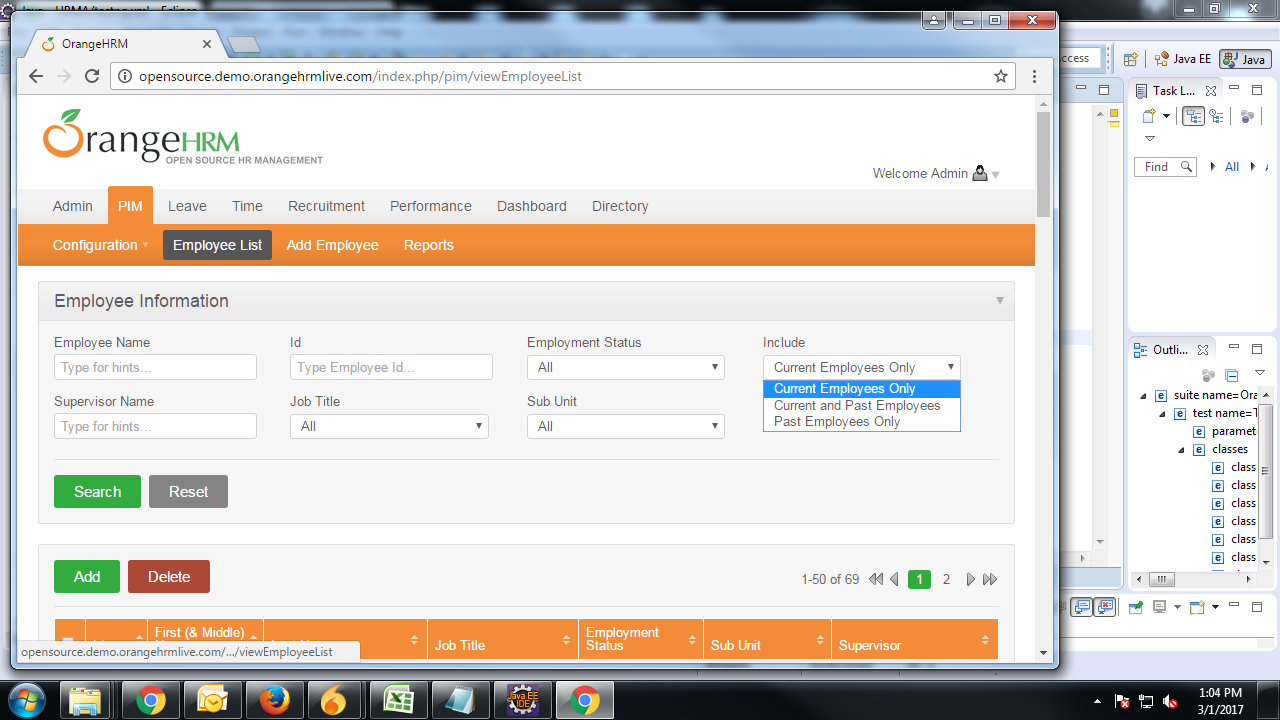 OrangeHRM
opensource.demo.orangehrmlive.com/index.php/pim/viewEmployeeList
OrangeHRM
OPEN SOURCE HR MANAGEMENT
Welcome Admin
Admin
PIM
Leave
Time
Recruitment
Performance
Dashboard
Directory
Configuration
Employee List
Add Employee
Reports
Employee Information
Employee Name
Id
Employment Status
Include
Type for hints...
Type Employee Id...
All
Current Employees Only
Current Employees Only
Current and Past Employees
Past Employees Only
Supervisor Name
Job Title
Sub Unit
Type for hints...
All
All
Search
Reset
Add
Delete
1-50 of 69
1
2
First (& Middle)
Job Title
Employment
Status
Sub Unit
Supervisor
opensource.demo.orangehrmlive.com/.../viewEmployeeList
Java EE
Java
Task L...
Find
All
Outli...
suite name=Ora
test name=T
paramet
classes
class
class
class
class
class
class
Java EE
IDE
1:04 PM
3/1/2017